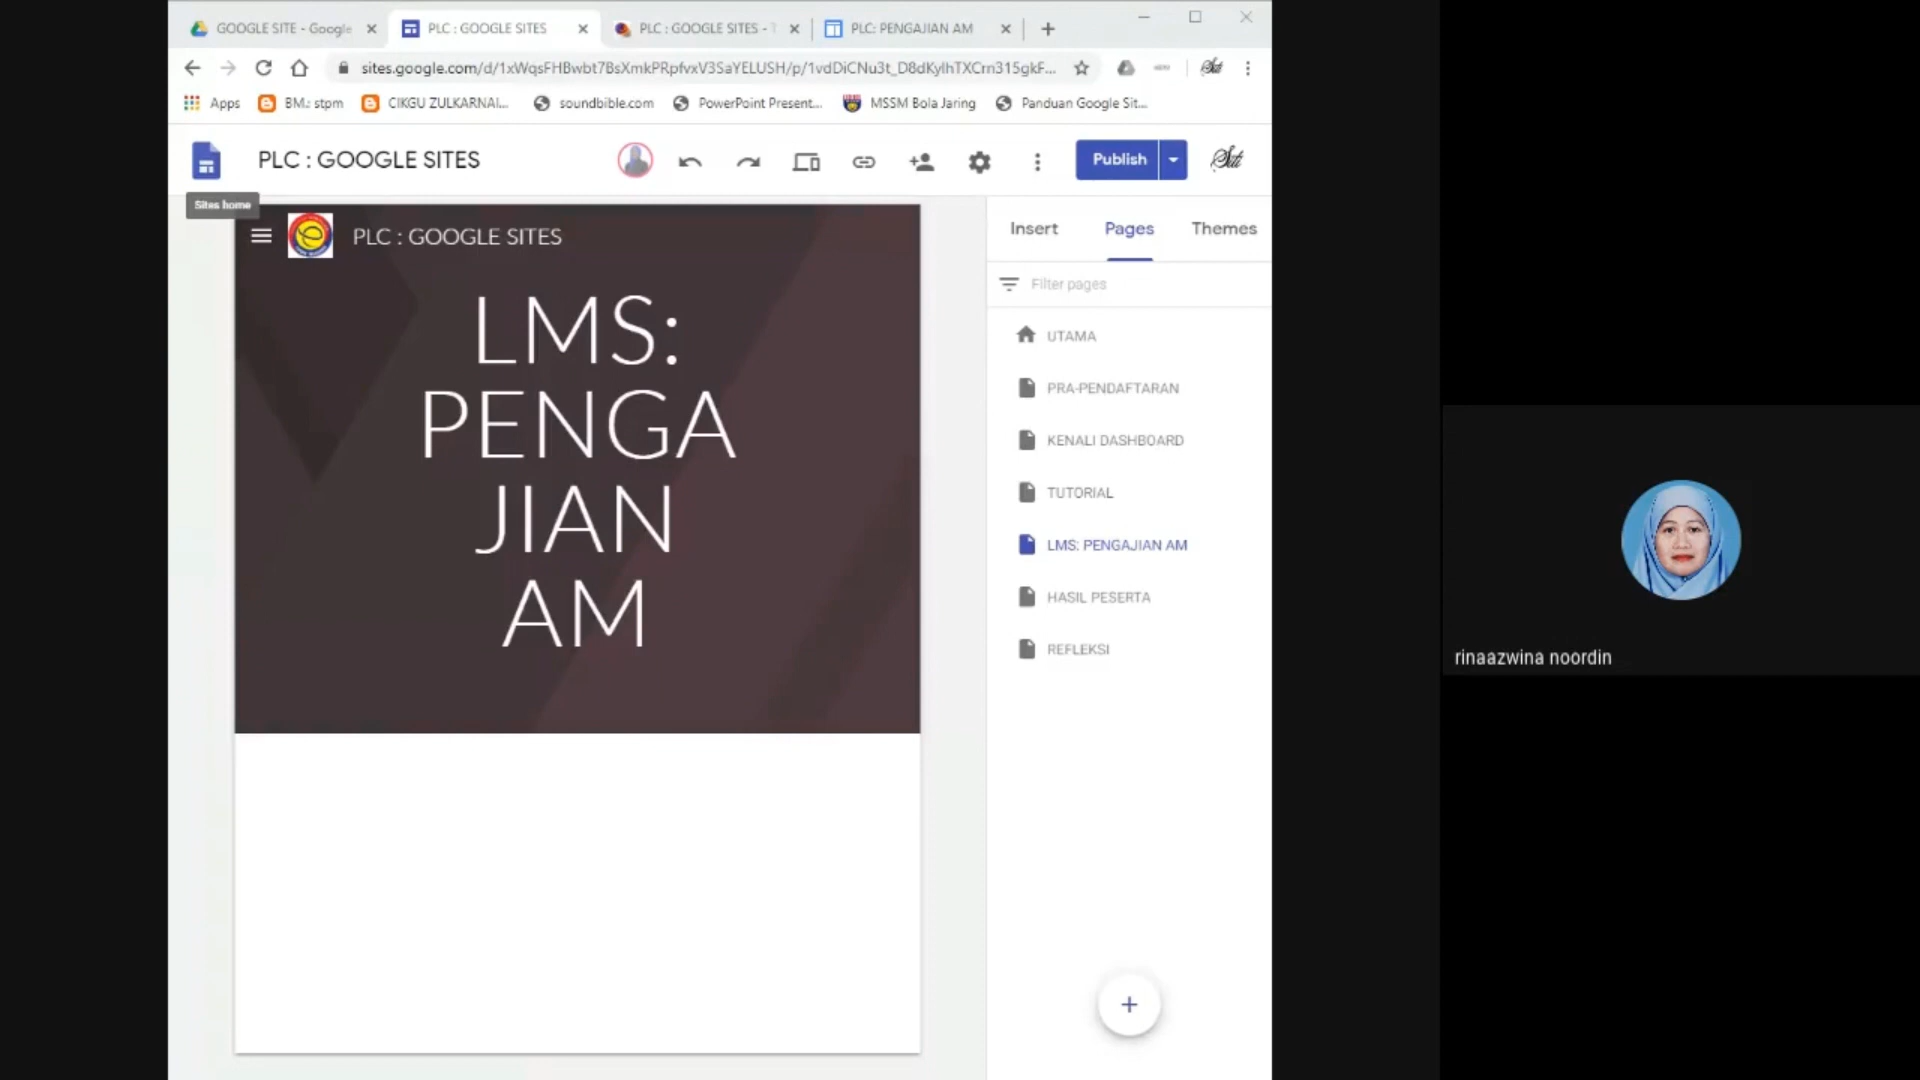 GOOGLE SITE - Google
PLC : GOOGLE SITES
PLC : GOOGLE SITES - T
PLC: PENGAJIAN AM
sites.google.com/d/1xWqsFHBwbt7BsXmkPRpfvxV3SaYELUSH/p/1vdDiCNu3t_D8dKylhTXCrn315gkF...
Apps
BM.: stpm
CIKGU ZULKARNAI...
soundbible.com
PowerPoint Present...
MSSM Bola Jaring
Panduan Google Sit...
PLC : GOOGLE SITES
Publish
Sites home
PLC : GOOGLE SITES
LMS:
PENGA
JIAN
AM
Insert
Pages
Themes
Filter pages
UTAMA
PRA-PENDAFTARAN
KENALI DASHBOARD
TUTORIAL
LMS: PENGAJIAN AM
HASIL PESERTA
REFLEKSI
rinaazwina noordin